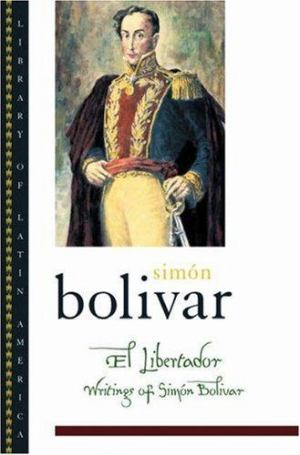 LIBRARY OF LATIN AMERICA
simón
bolivar
El Libertador
Writings of Simón Bolívar